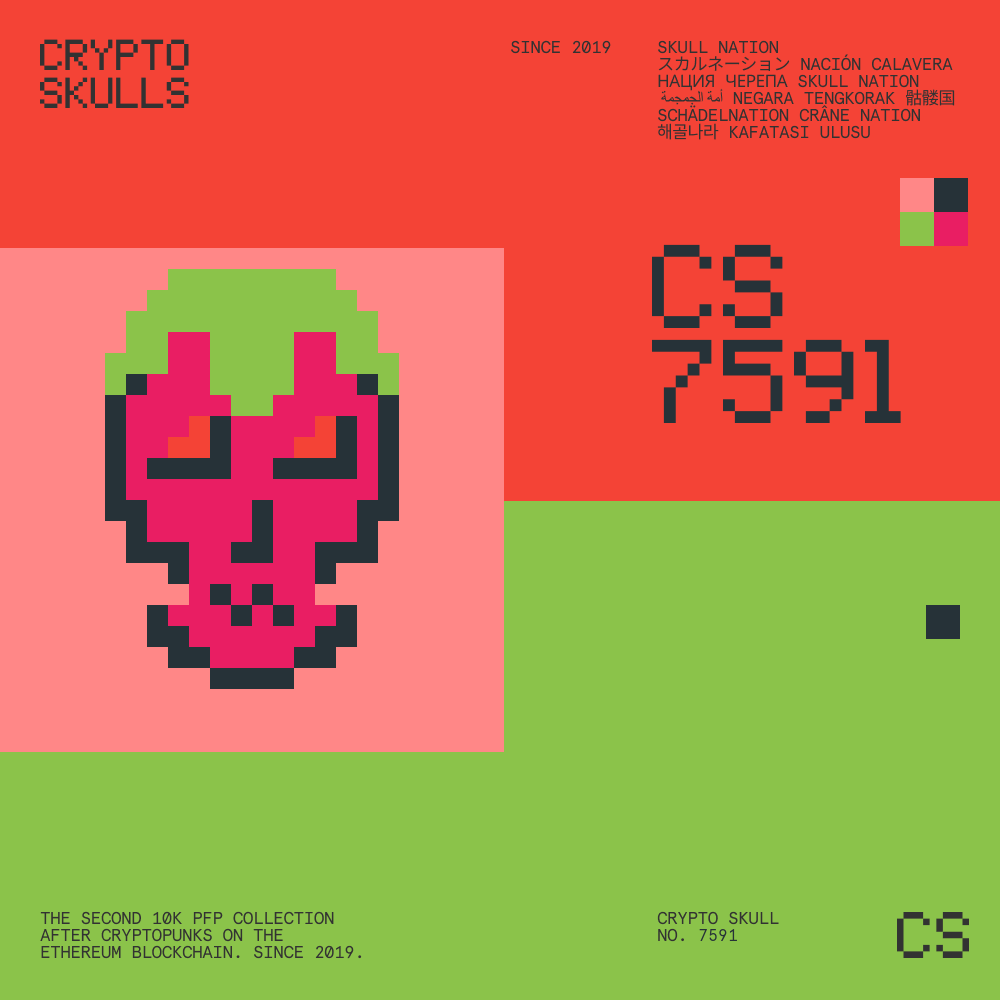 CRYPTO
SKULLS
SINCE 2019
SKULL NATION
スカルネーション NACIÓN CALAVERA
НАЦИЯ ЧЕРЕПА SKULL NATION
أمة الجمجمة NEGARA TENGKORAK 骷髅国
SCHÄDELNATION CRÂNE NATION
해골나라 KAFATASI ULUSU
CS
7591
THE SECOND 10K PFP COLLECTION
AFTER CRYPTOPUNKS ON THE
ETHEREUM BLOCKCHAIN. SINCE 2019.
CRYPTO SKULL
NO. 7591
CS